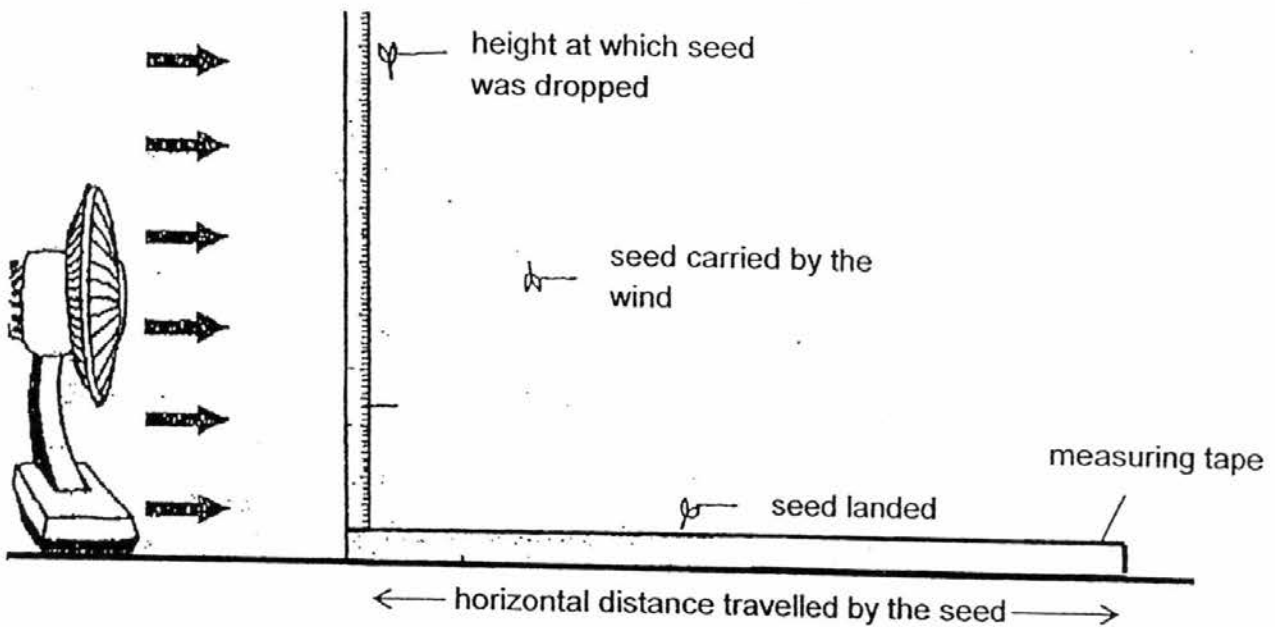 height at which seed
was dropped
seed carried by the
wind
measuring tape
seed landed
horizontal distance travelled by the seed